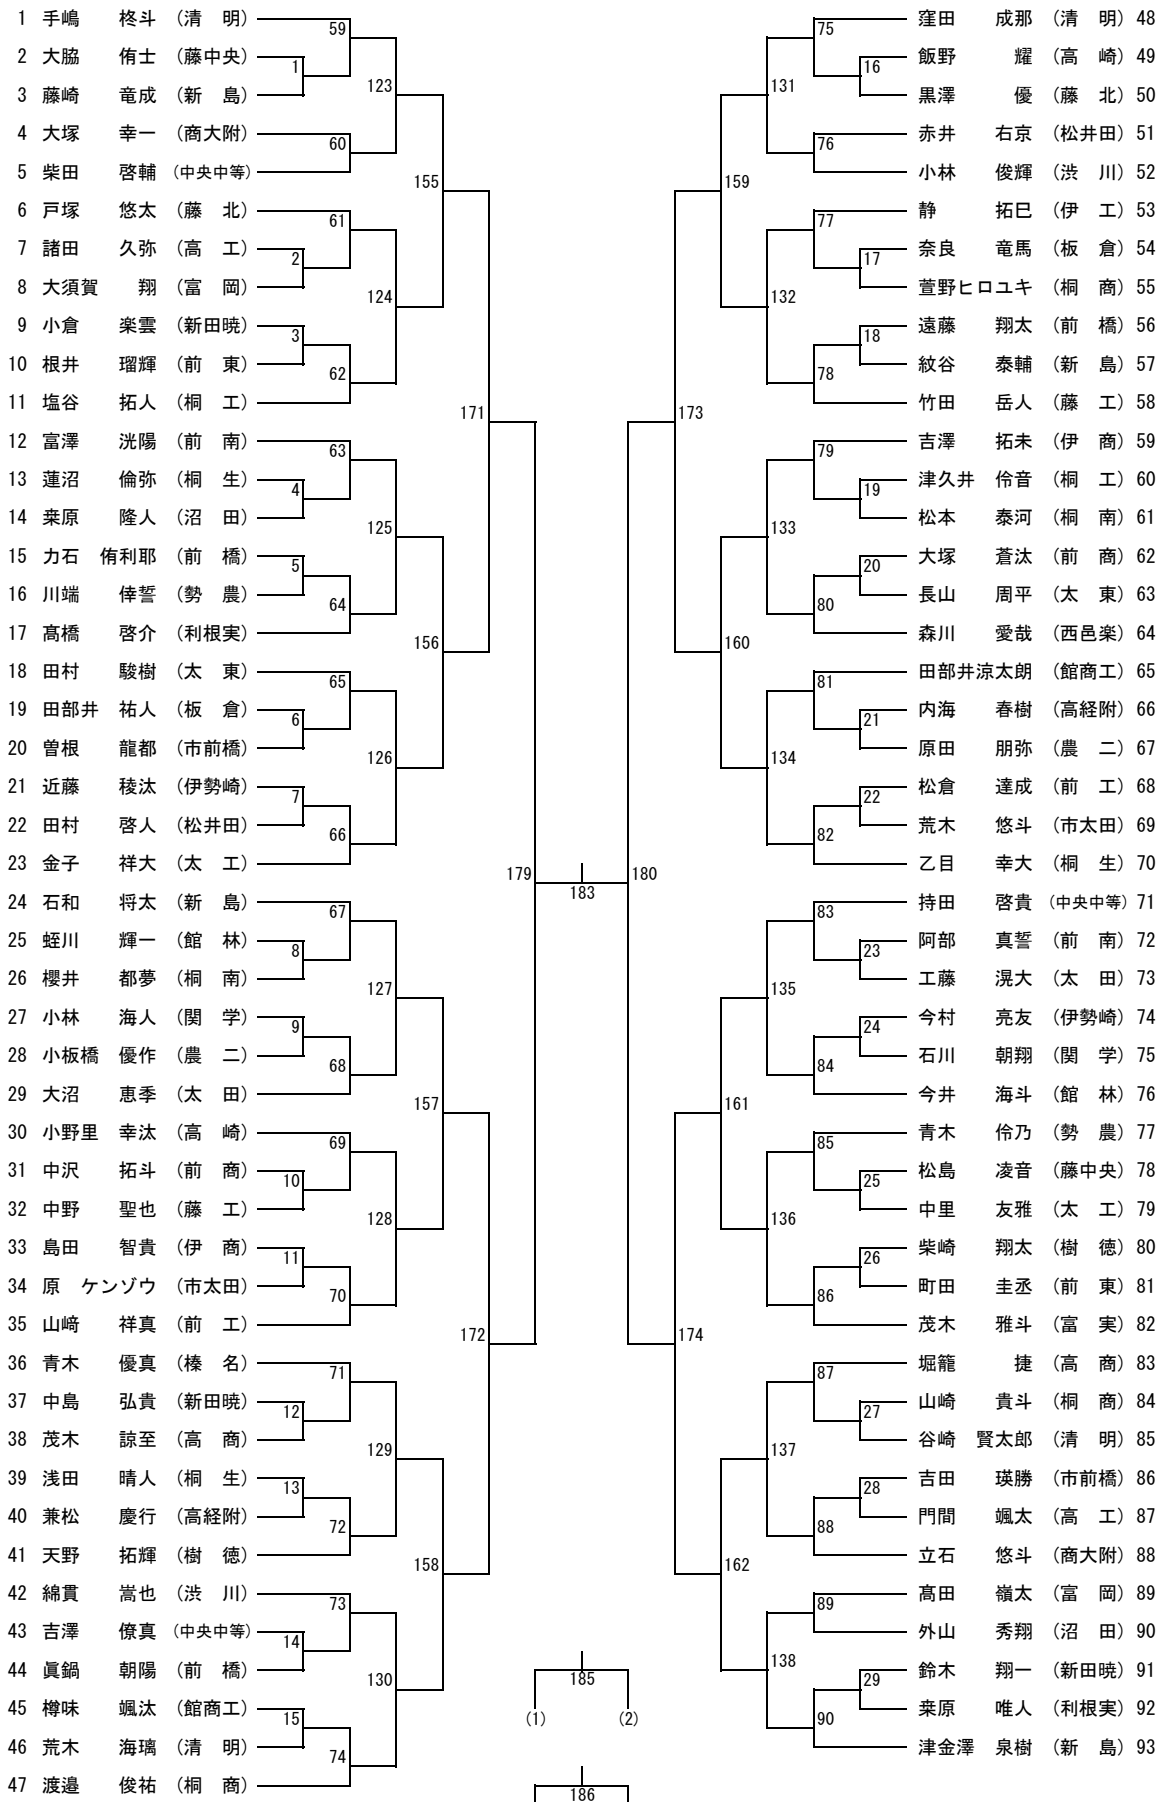 1 手嶋 柊斗 (清 明)
2 大脇 侑士 (藤中央)
3 藤崎 竜成 (新 島)
4 大塚 幸一 (商大附)
5 柴田 啓輔 (中央中等)
6 戸塚 悠太 (藤 北)
7 諸田 久弥 (高 工)
8 大須賀 翔 (富 岡)
9 小倉 楽雲 (新田暁)
10 根井 瑠輝 (前 東)
11 塩谷 拓人 (桐 工)
12 富澤 洸陽 (前 南)
13 蓮沼 倫弥 (桐 生)
14 桒原 隆人 (沼 田)
15 力石 侑利耶 (前 橋)
16 川端 倖誓 (勢 農)
17 髙橋 啓介 (利根実)
18 田村 駿樹 (太 東)
19 田部井 祐人 (板 倉)
20 曽根 龍都 (市前橋)
21 近藤 稜汰 (伊勢崎)
22 田村 啓人 (松井田)
23 金子 祥大 (太 工)
24 石和 将太 (新 島)
25 蛭川 輝一 (館 林)
26 櫻井 都夢 (桐 南)
27 小林 海人 (関 学)
28 小板橋 優作 (農 二)
29 大沼 恵季 (太 田)
30 小野里 幸汰 (高 崎)
31 中沢 拓斗 (前 商)
32 中野 聖也 (藤 工)
33 島田 智貴 (伊 商)
34 原 ケンゾウ (市太田)
35 山﨑 祥真 (前 工)
36 青木 優真 (榛 名)
37 中島 弘貴 (新田暁)
38 茂木 諒至 (高 商)
39 浅田 晴人 (桐 生)
40 兼松 慶行 (高経附)
41 天野 拓輝 (樹 徳)
42 綿貫 嵩也 (渋 川)
43 吉澤 僚真 (中央中等)
44 眞鍋 朝陽 (前 橋)
45 樽味 颯汰 (館商工)
46 荒木 海璃 (清 明)
47 渡邉 俊祐 (桐 商)
1
2
3
4
5
6
7
8
9
10
11
12
13
14
15
59
60
61
62
63
64
65
66
67
68
69
70
71
72
73
74
123
124
125
126
127
128
129
130
155
156
157
158
171
172
179
183
180
185
(1) (2)
186
173
174
159
160
161
162
131
132
133
134
135
136
137
138
75
76
77
78
79
80
81
82
83
84
85
86
87
88
89
90
16
17
18
19
20
21
22
23
24
25
26
27
28
29
窪田 成那 (清 明) 48
飯野 耀 (高 崎) 49
黒澤 優 (藤 北) 50
赤井 右京 (松井田) 51
小林 俊輝 (渋 川) 52
静 拓巳 (伊 工) 53
奈良 竜馬 (板 倉) 54
萱野ヒロユキ (桐 商) 55
遠藤 翔太 (前 橋) 56
紋谷 泰輔 (新 島) 57
竹田 岳人 (藤 工) 58
吉澤 拓未 (伊 商) 59
津久井 伶音 (桐 工) 60
松本 泰河 (桐 南) 61
大塚 蒼汰 (前 商) 62
長山 周平 (太 東) 63
森川 愛哉 (西邑楽) 64
田部井涼太朗 (館商工) 65
内海 春樹 (高経附) 66
原田 朋弥 (農 二) 67
松倉 達成 (前 工) 68
荒木 悠斗 (市太田) 69
乙目 幸大 (桐 生) 70
持田 啓貴 (中央中等) 71
阿部 真誓 (前 南) 72
工藤 滉大 (太 田) 73
今村 亮友 (伊勢崎) 74
石川 朝翔 (関 学) 75
今井 海斗 (館 林) 76
青木 伶乃 (勢 農) 77
松島 凌音 (藤中央) 78
中里 友雅 (太 工) 79
柴崎 翔太 (樹 徳) 80
町田 圭丞 (前 東) 81
茂木 雅斗 (富 実) 82
堀籠 捷 (高 商) 83
山崎 貴斗 (桐 商) 84
谷崎 賢太郎 (清 明) 85
吉田 瑛勝 (市前橋) 86
門間 颯太 (高 工) 87
立石 悠斗 (商大附) 88
髙田 嶺太 (富 岡) 89
外山 秀翔 (沼 田) 90
鈴木 翔一 (新田暁) 91
桒原 唯人 (利根実) 92
津金澤 泉樹 (新 島) 93